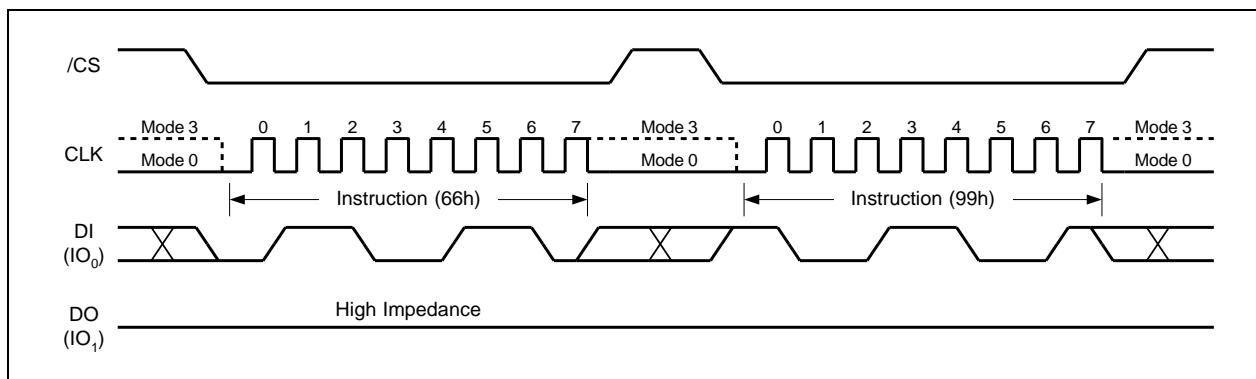 /CS
Mode 3 0 1 2 3 4 5 6 7 Mode 3 0 1 2 3 4 5 6 7 Mode 3
CLK
Mode 0 Mode 0 Mode 0
Instruction (66h) Instruction (99h)
DI
(IO₀)
High Impedance
DO
(IO₁)